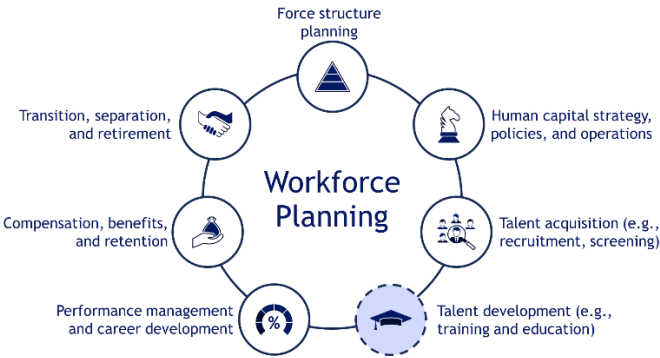 Force structure
planning
Human capital strategy,
policies, and operations
Talent acquisition (e.g.,
recruitment, screening)
Talent development (e.g.,
training and education)
%
Performance management
and career development
Compensation, benefits,
and retention
Transition, separation,
and retirement
Workforce
Planning